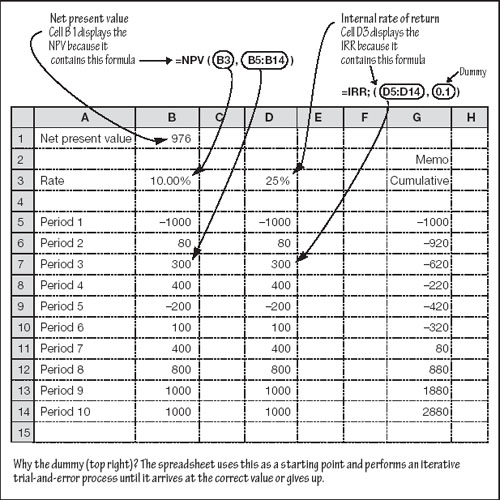 Net present value
Cell B1 displays the
NPV because it
contains this formula
=NPV (B3, B5:B14)
Internal rate of return
Cell D3 displays the
IRR because it
contains this formula
Dummy
=IRR; (D5:D14, 0.1)
A B C D E F G H
1 Net present value 976
2 Memo
3 Rate 10.00% 25% Cumulative
4
5 Period 1 –1000 –1000 –1000
6 Period 2 80 80 –920
7 Period 3 300 300 –620
8 Period 4 400 400 –220
9 Period 5 –200 –200 –420
10 Period 6 100 100 –320
11 Period 7 400 400 80
12 Period 8 800 800 880
13 Period 9 1000 1000 1880
14 Period 10 1000 1000 2880
15
Why the dummy (top right)? The spreadsheet uses this as a starting point and performs an iterative
trial-and-error process until it arrives at the correct value or gives up.